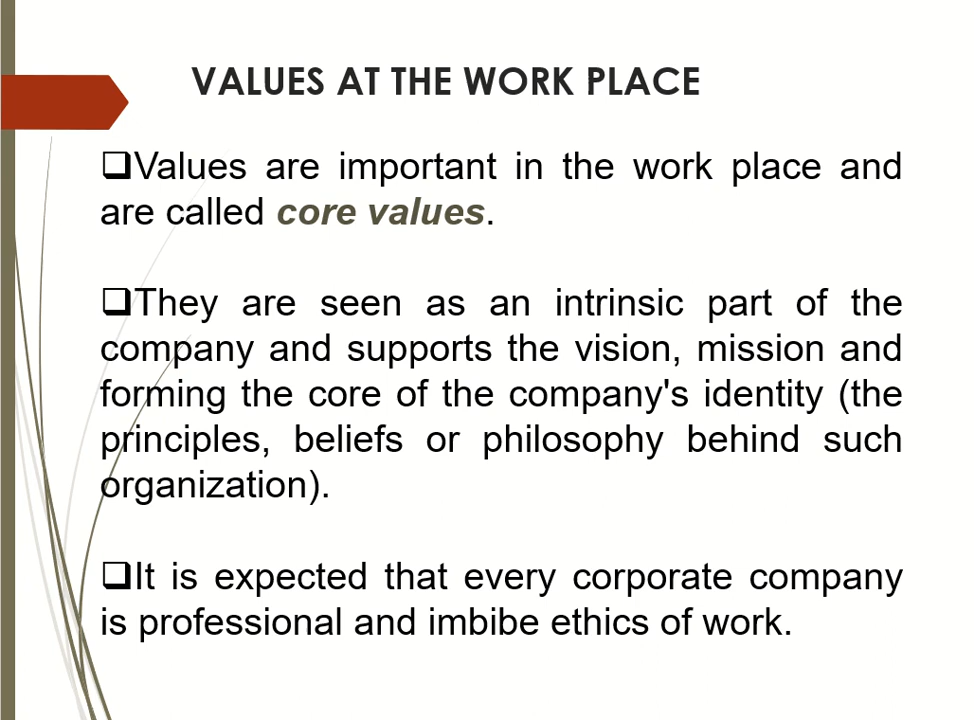 VALUES AT THE WORK PLACE
❑Values are important in the work place and
are called core values.
❑They are seen as an intrinsic part of the
company and supports the vision, mission and
forming the core of the company's identity (the
principles, beliefs or philosophy behind such
organization).
❑It is expected that every corporate company
is professional and imbibe ethics of work.